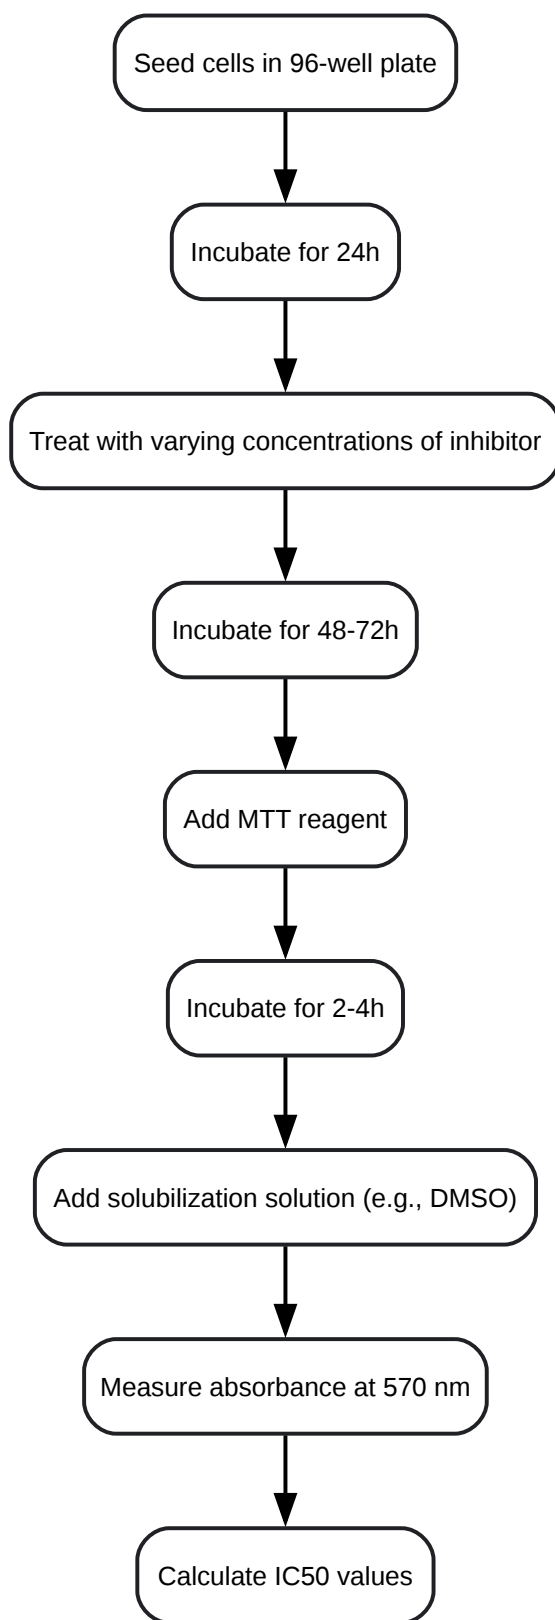 Seed cells in 96-well plate
Incubate for 24h
Treat with varying concentrations of inhibitor
Incubate for 48-72h
Add MTT reagent
Incubate for 2-4h
Add solubilization solution (e.g., DMSO)
Measure absorbance at 570 nm
Calculate IC50 values